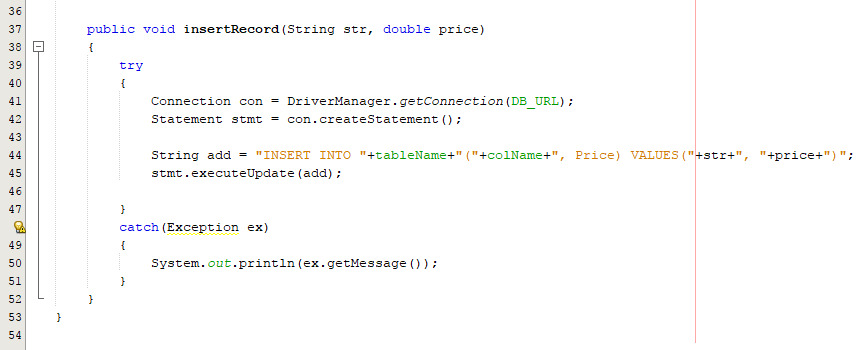 36
37 public void insertRecord(String str, double price)
38 {
39 try
40 {
41 Connection con = DriverManager.getConnection(DB_URL);
42 Statement stmt = con.createStatement();
43
44 String add = "INSERT INTO "+tableName+"("+colName+", Price) VALUES("+str+", "+price+")";
45 stmt.executeUpdate(add);
46
47 }
catch(Exception ex)
49 {
50 System.out.println(ex.getMessage());
51 }
52 }
53 }
54